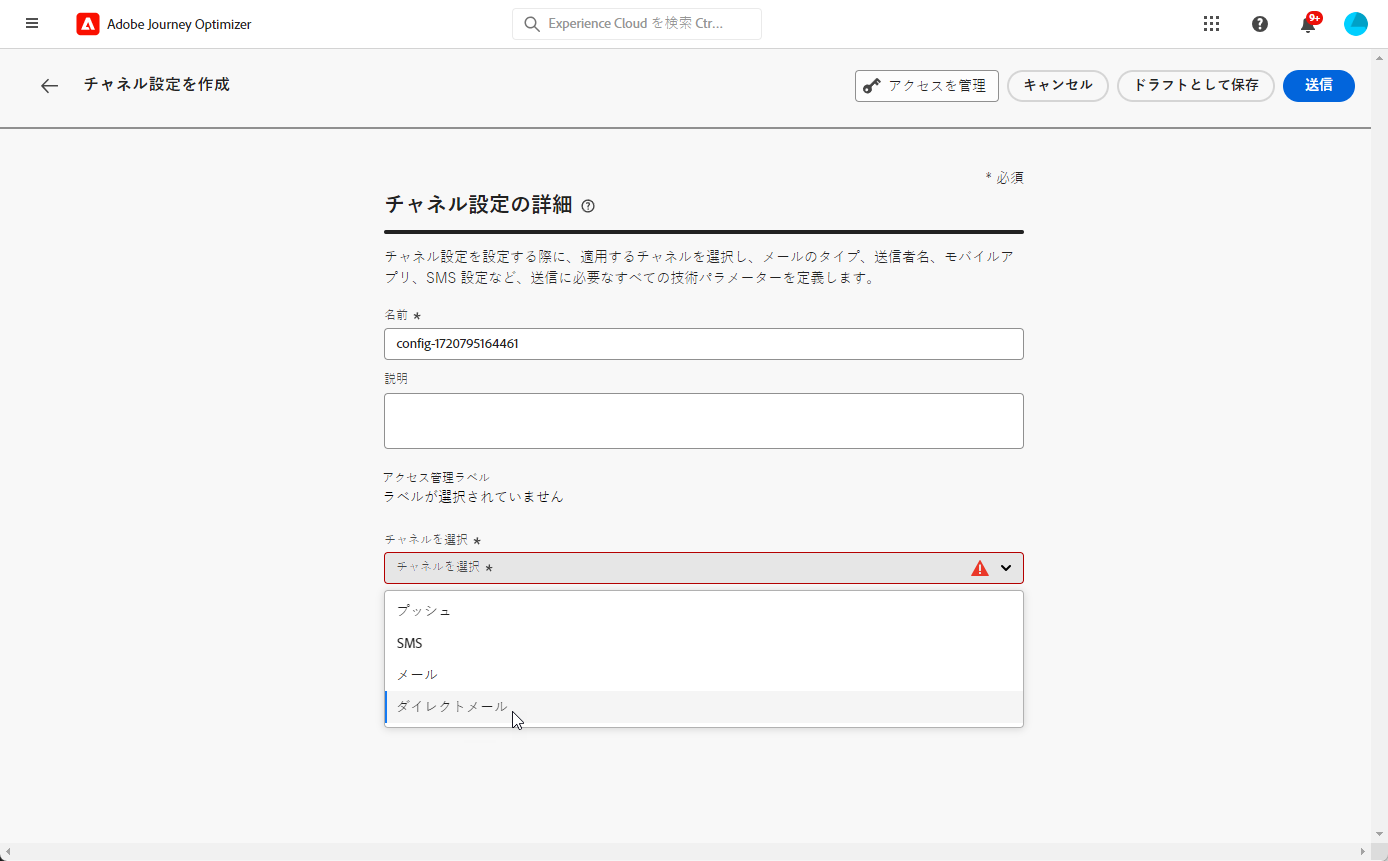 Adobe Journey Optimizer
Experience Cloud を検索 Ctr...
9+
チャネル設定を作成
アクセスを管理
キャンセル
ドラフトとして保存
送信
* 必須
チャネル設定の詳細
チャネル設定を設定する際に、適用するチャネルを選択し、メールのタイプ、送信者名、モバイルア
プリ、SMS 設定など、送信に必要なすべての技術パラメーターを定義します。
名前 *
config-1720795164461
説明
アクセス管理ラベル
ラベルが選択されていません
チャネルを選択 *
チャネルを選択 *
プッシュ
SMS
メール
ダイレクトメール